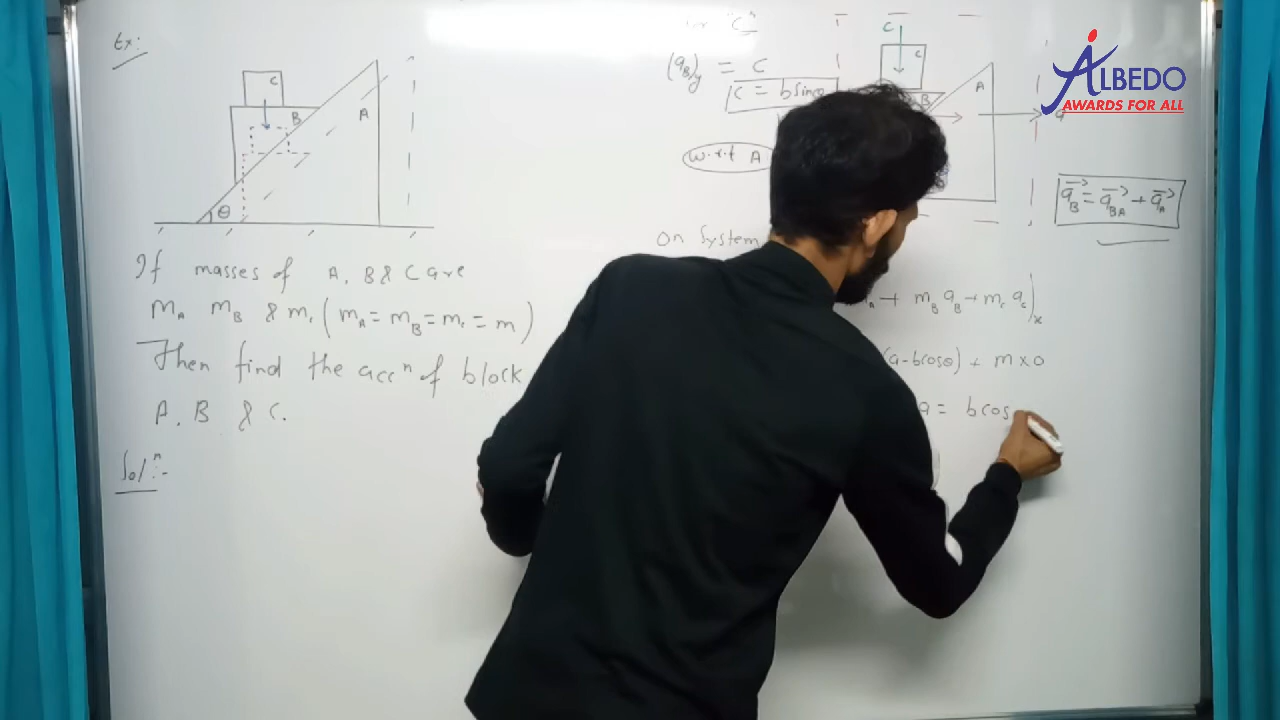 Ex:
C
B
A
θ
If masses of A, B & C are
mA mB & mc (mA = mB = mc = m)
Then find the accⁿ of block
A, B & C.
Solⁿ:-
"C"
(aB)y = C
C = b sinθ
w.r.t A
On System
C
C
B
A
a
aB = aBA + aA
+ mB aB + mc ac)x
(a-bcosθ) + m×0
a = bcos
ALBEDO
AWARDS FOR ALL